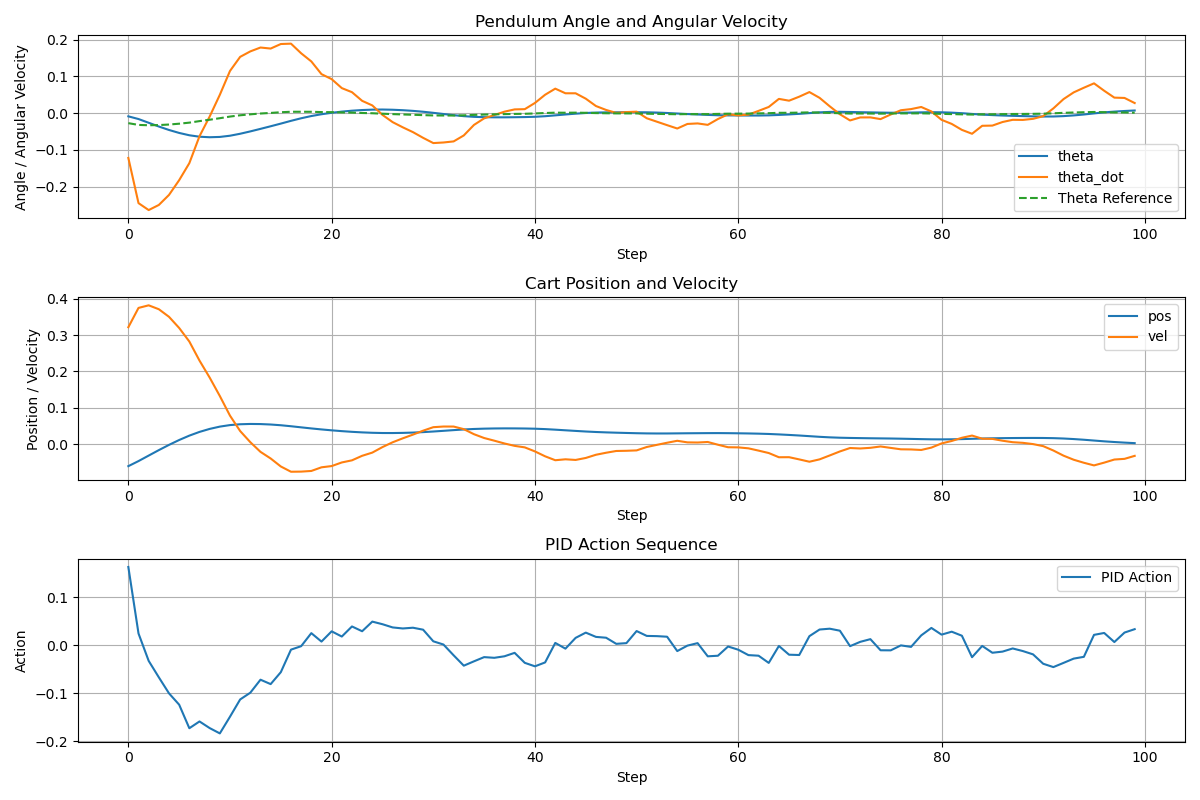 Pendulum Angle and Angular Velocity
Angle / Angular Velocity
0.2
0.1
0.0
−0.1
−0.2
theta
theta_dot
Theta Reference
0 20 40 60 80 100
Step
Cart Position and Velocity
Position / Velocity
0.4
0.3
0.2
0.1
0.0
pos
vel
0 20 40 60 80 100
Step
PID Action Sequence
Action
0.1
0.0
−0.1
−0.2
PID Action
0 20 40 60 80 100
Step